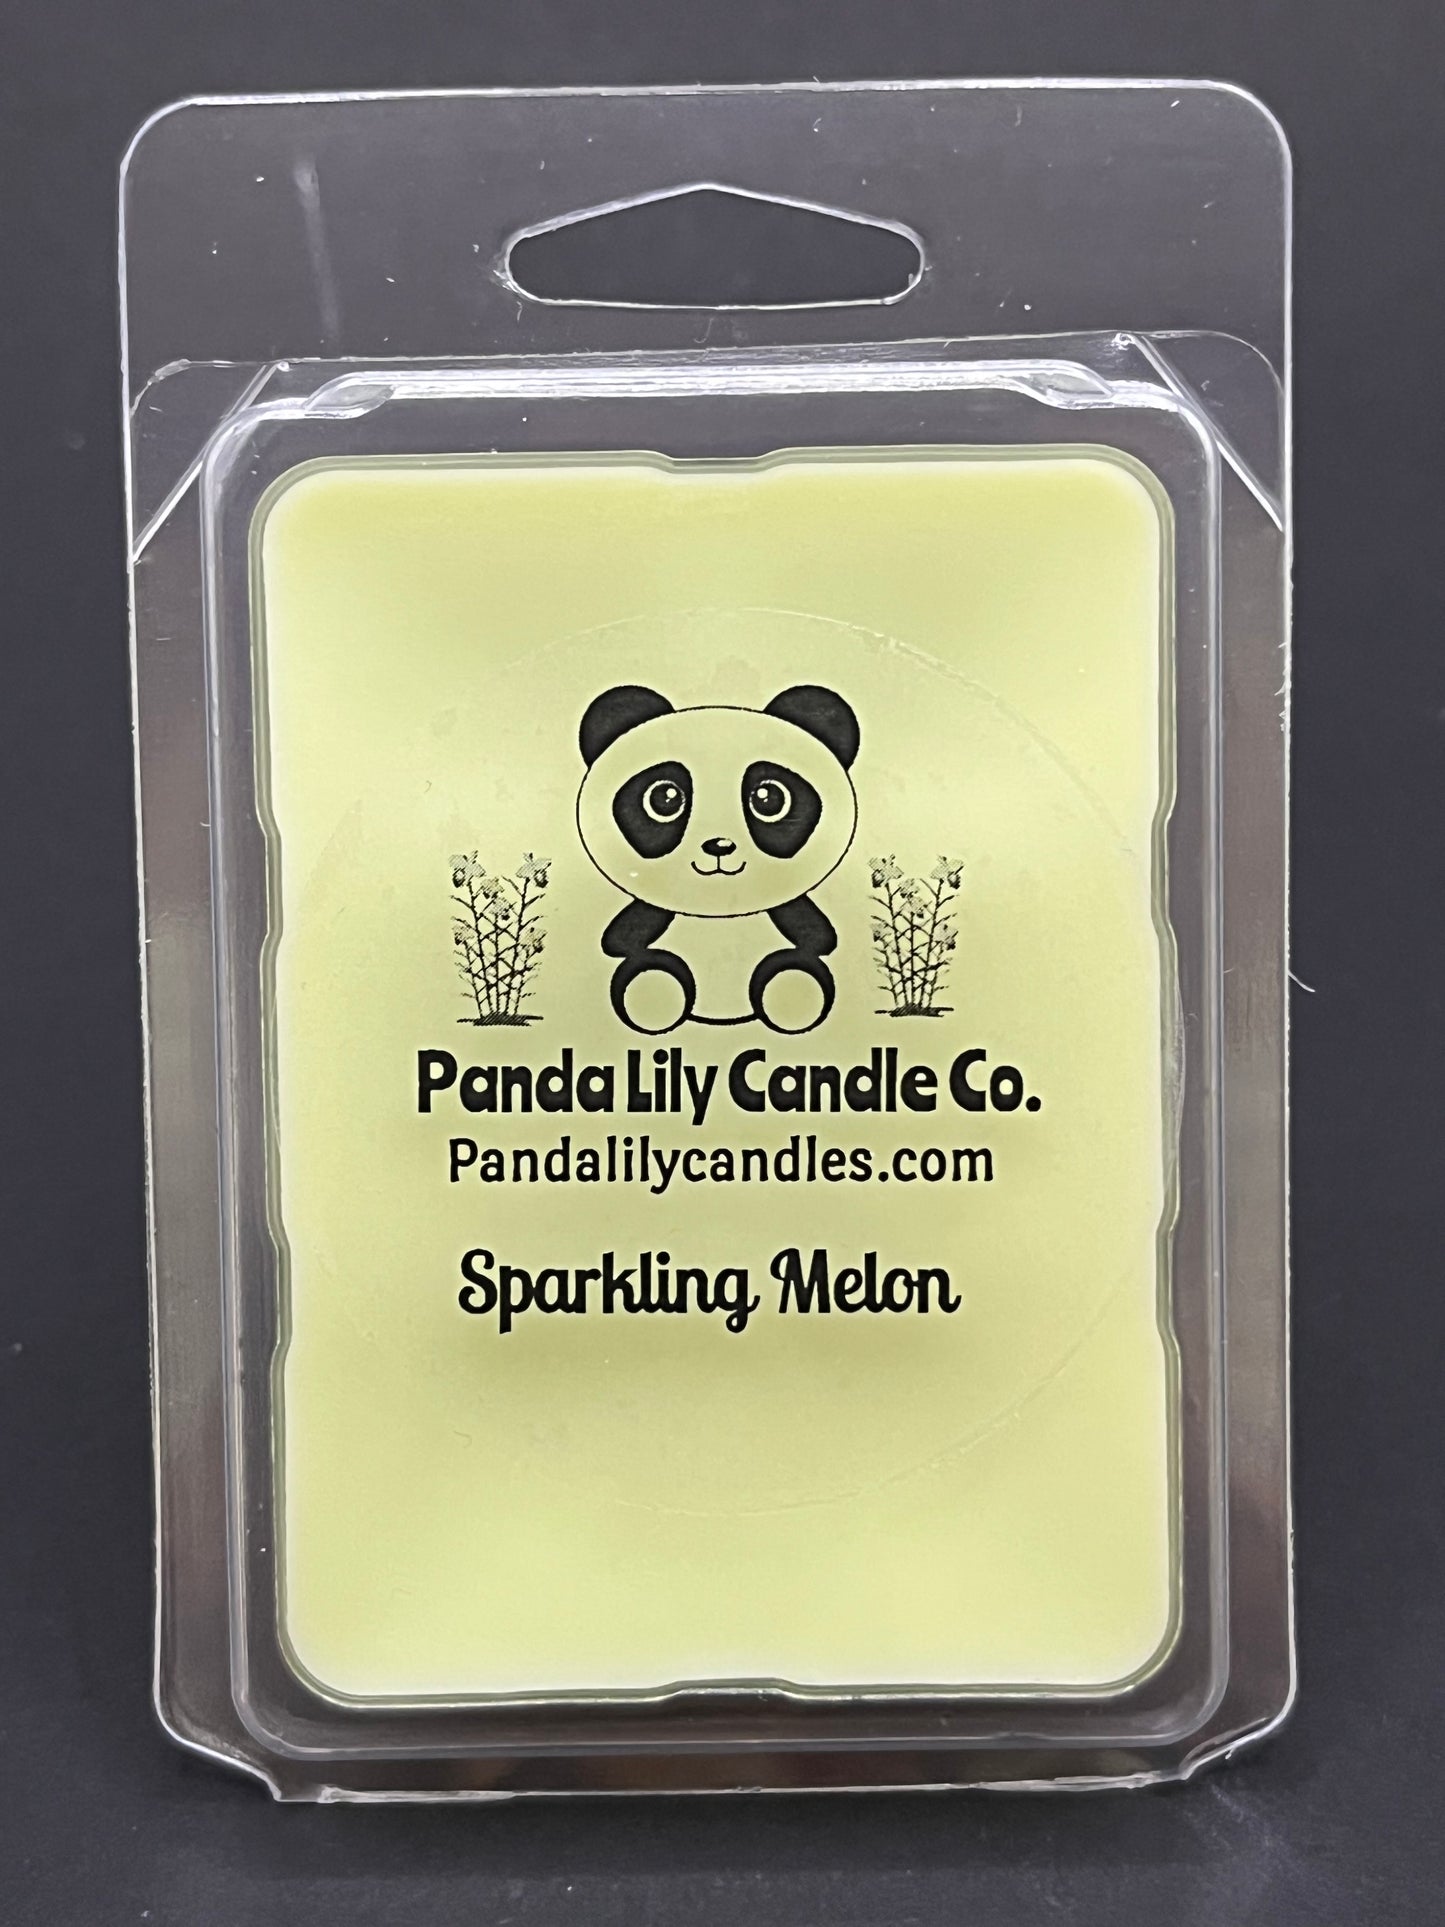 Panda Lily Candle Co.
Pandalilycandles.com
Sparkling Melon